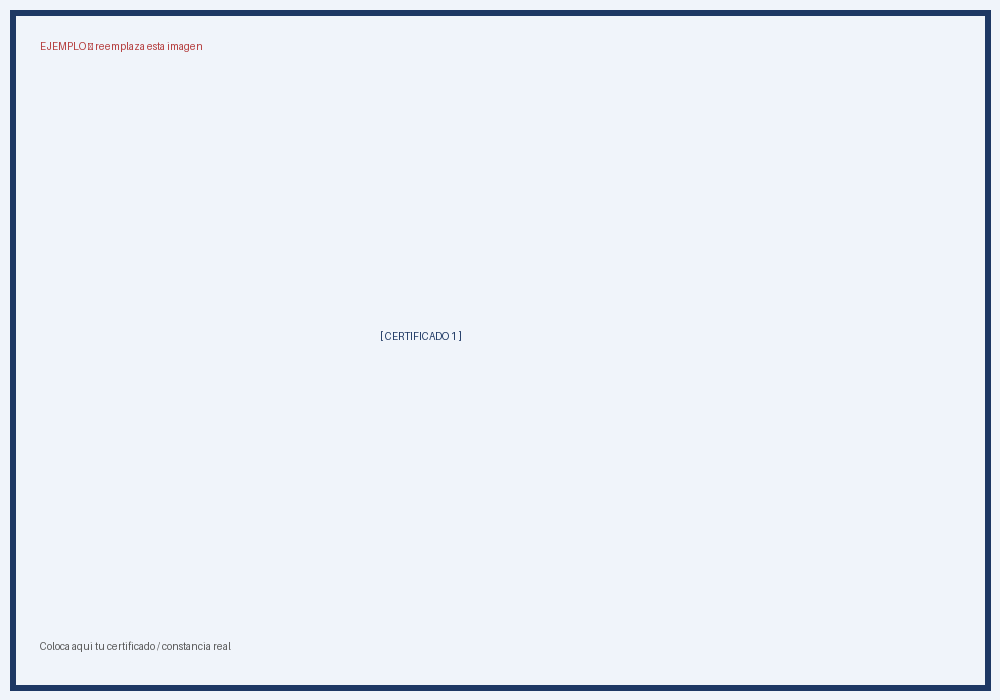 EJEMPLO ▯ reemplaza esta imagen
[ CERTIFICADO 1 ]
Coloca aqui tu certificado / constancia real